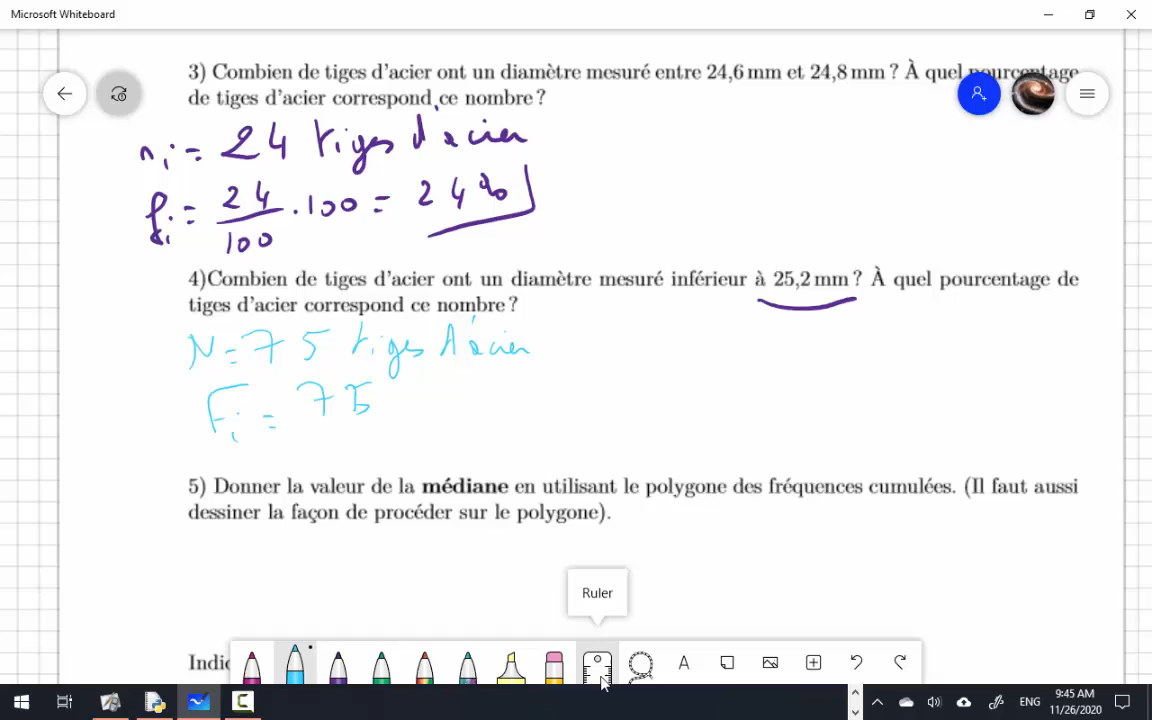 Microsoft Whiteboard
3) Combien de tiges d'acier ont un diamètre mesuré entre 24,6 mm et 24,8 mm ? À quel pourcentage
de tiges d'acier correspond ce nombre ?
ni = 24 tiges d'acier
fi = 24/100 . 100 = 24%
4)Combien de tiges d'acier ont un diamètre mesuré inférieur à 25,2 mm ? À quel pourcentage de
tiges d'acier correspond ce nombre ?
N = 75 tiges d'acier
Fi = 75
5) Donner la valeur de la médiane en utilisant le polygone des fréquences cumulées. (Il faut aussi
dessiner la façon de procéder sur le polygone).
Ruler
Indic
ENG
9:45 AM
11/26/2020